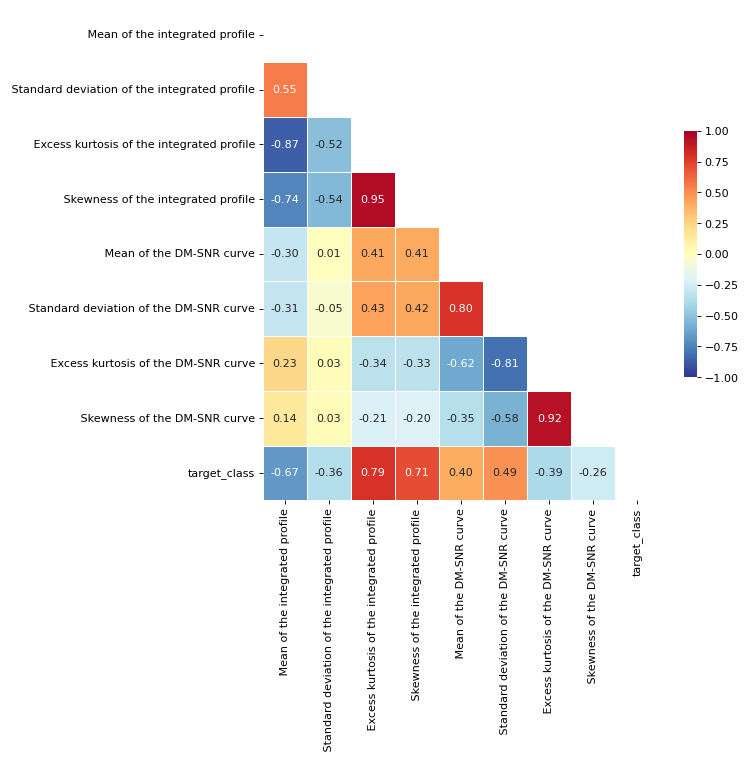 Mean of the integrated profile
Standard deviation of the integrated profile
0.55
Excess kurtosis of the integrated profile
-0.87 -0.52
Skewness of the integrated profile
-0.74 -0.54 0.95
Mean of the DM-SNR curve
-0.30 0.01 0.41 0.41
Standard deviation of the DM-SNR curve
-0.31 -0.05 0.43 0.42 0.80
Excess kurtosis of the DM-SNR curve
0.23 0.03 -0.34 -0.33 -0.62 -0.81
Skewness of the DM-SNR curve
0.14 0.03 -0.21 -0.20 -0.35 -0.58 0.92
target_class
-0.67 -0.36 0.79 0.71 0.40 0.49 -0.39 -0.26
Mean of the integrated profile
Standard deviation of the integrated profile
Excess kurtosis of the integrated profile
Skewness of the integrated profile
Mean of the DM-SNR curve
Standard deviation of the DM-SNR curve
Excess kurtosis of the DM-SNR curve
Skewness of the DM-SNR curve
target_class
1.00
0.75
0.50
0.25
0.00
−0.25
−0.50
−0.75
−1.00